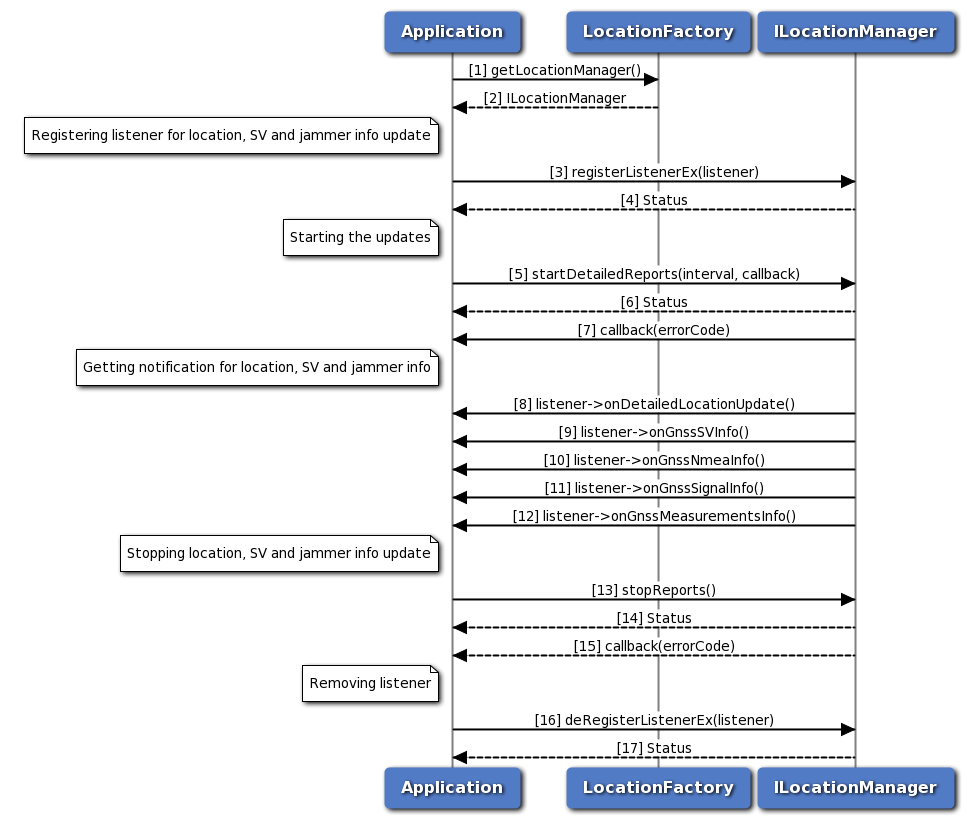 Application
LocationFactory
ILocationManager
[1] getLocationManager()
[2] ILocationManager
Registering listener for location, SV and jammer info update
[3] registerListenerEx(listener)
[4] Status
Starting the updates
[5] startDetailedReports(interval, callback)
[6] Status
[7] callback(errorCode)
Getting notification for location, SV and jammer info
[8] listener->onDetailedLocationUpdate()
[9] listener->onGnssSVInfo()
[10] listener->onGnssNmeaInfo()
[11] listener->onGnssSignalInfo()
[12] listener->onGnssMeasurementsInfo()
Stopping location, SV and jammer info update
[13] stopReports()
[14] Status
[15] callback(errorCode)
Removing listener
[16] deRegisterListenerEx(listener)
[17] Status
Application
LocationFactory
ILocationManager